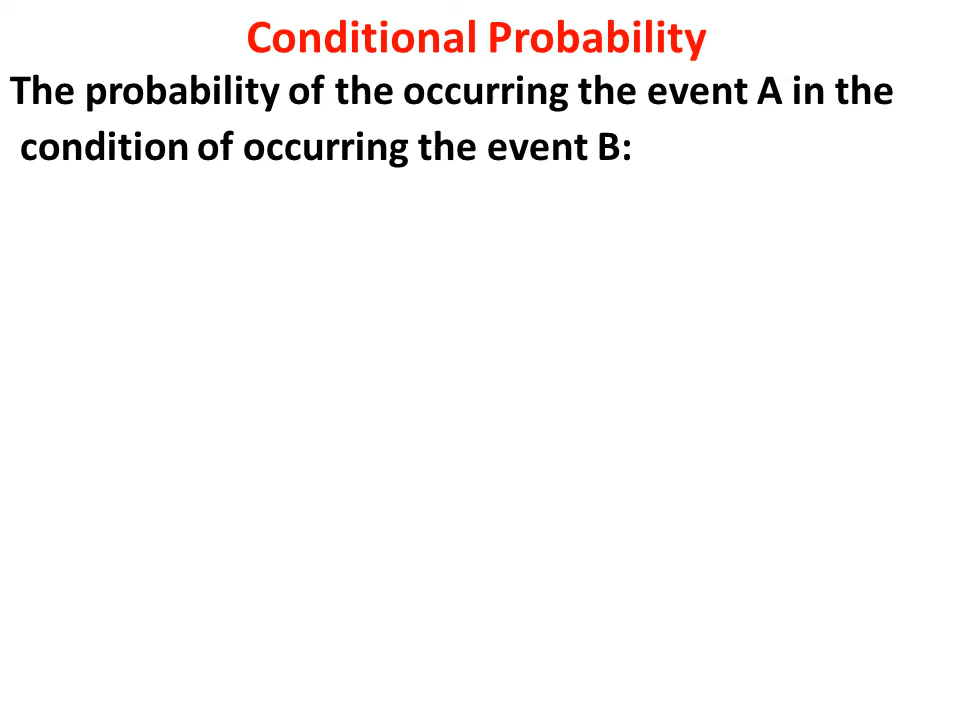 Conditional Probability
The probability of the occurring the event A in the
condition of occurring the event B: